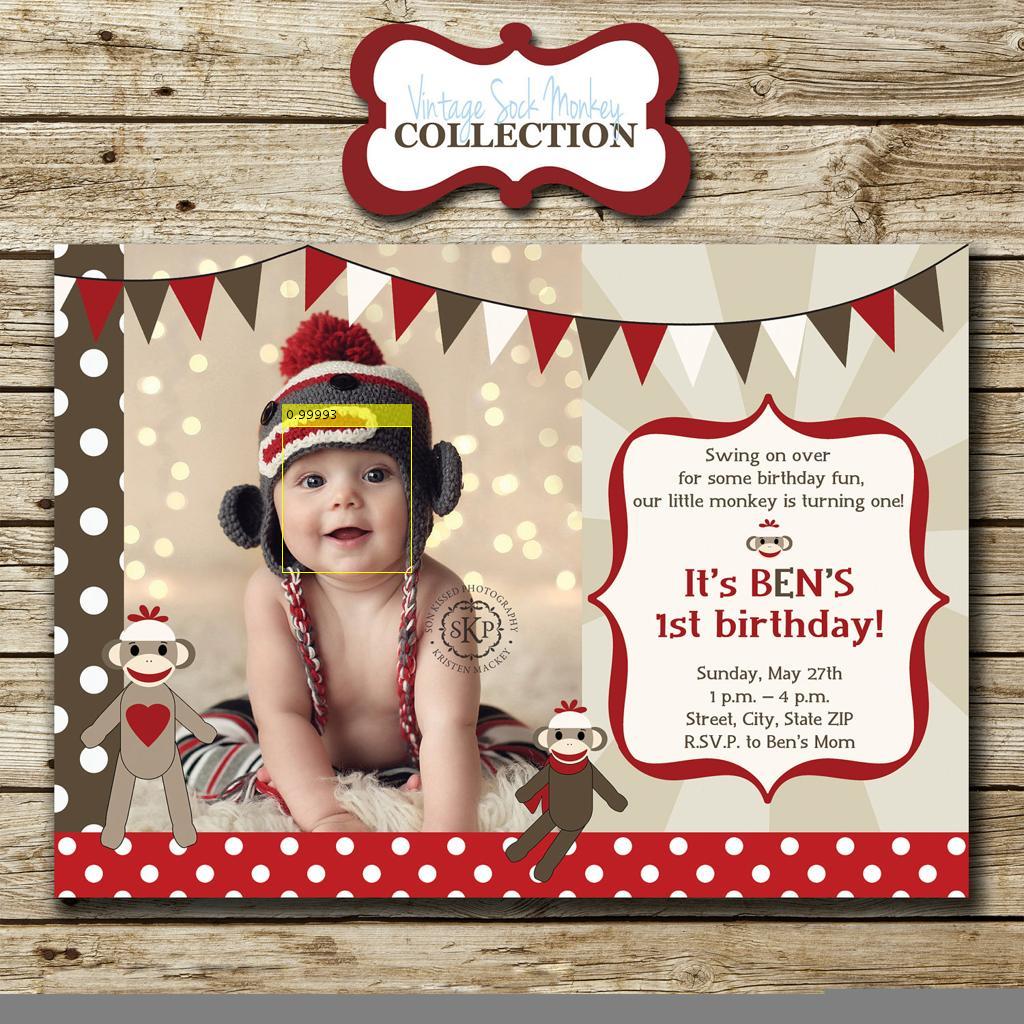 Vintage Sock Monkey
COLLECTION
0.99993
Swing on over
for some birthday fun,
our little monkey is turning one!
It's BEN'S
1st birthday!
SON KISSED PHOTOGRAPHY
SKP
KRISTEN MACKEY
Sunday, May 27th
1 p.m. – 4 p.m.
Street, City, State ZIP
R.S.V.P. to Ben's Mom